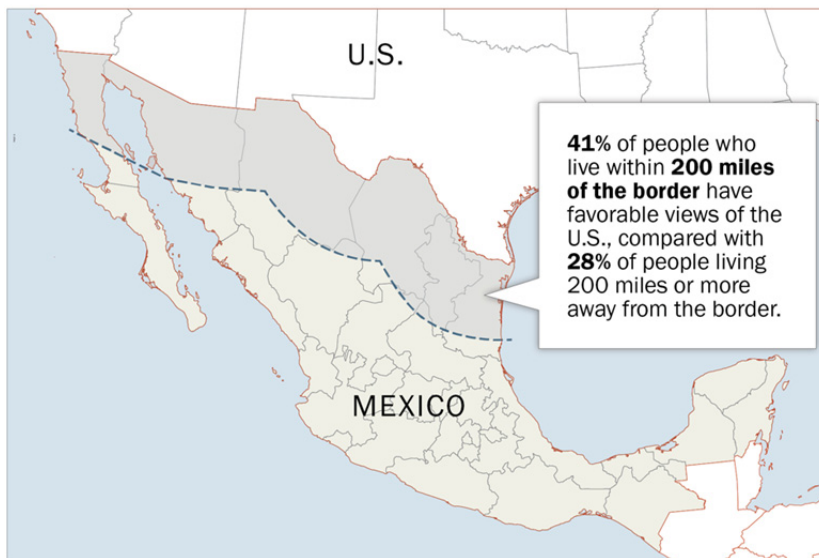 U.S.
41% of people who
live within 200 miles
of the border have
favorable views of the
U.S., compared with
28% of people living
200 miles or more
away from the border.
MEXICO